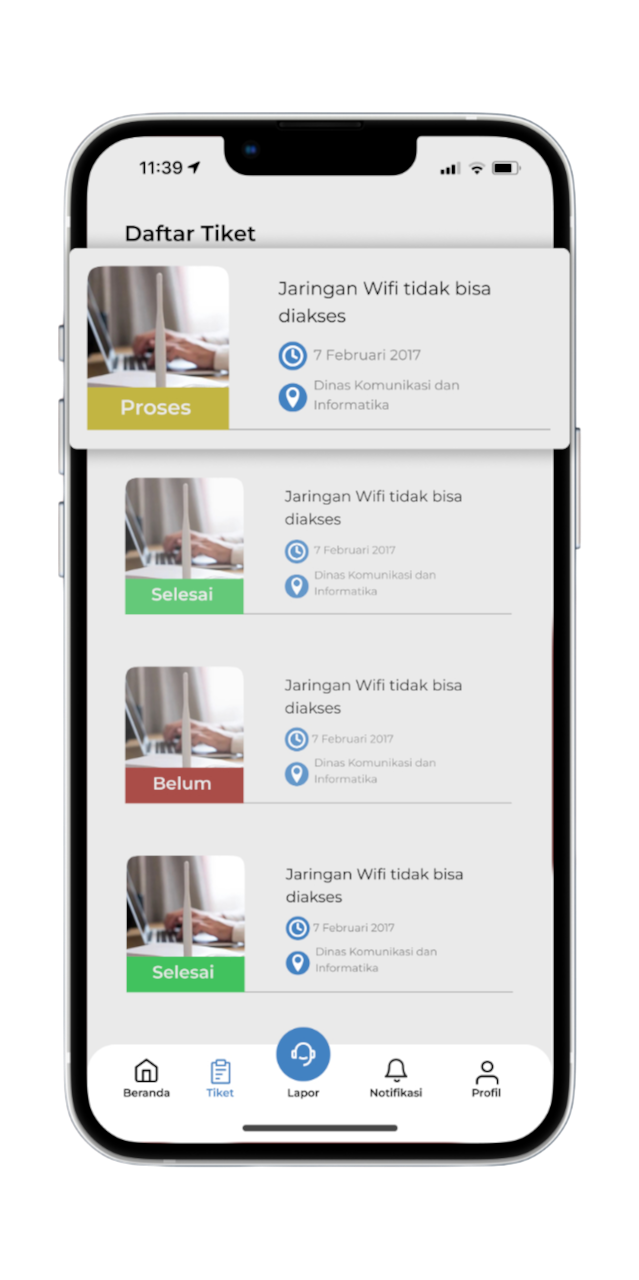 11:39
Daftar Tiket
Jaringan Wifi tidak bisa
diakses
7 Februari 2017
Dinas Komunikasi dan
Informatika
Proses
Jaringan Wifi tidak bisa
diakses
7 Februari 2017
Dinas Komunikasi dan
Informatika
Selesai
Jaringan Wifi tidak bisa
diakses
7 Februari 2017
Dinas Komunikasi dan
Informatika
Belum
Jaringan Wifi tidak bisa
diakses
7 Februari 2017
Dinas Komunikasi dan
Informatika
Selesai
Beranda
Tiket
Lapor
Notifikasi
Profil